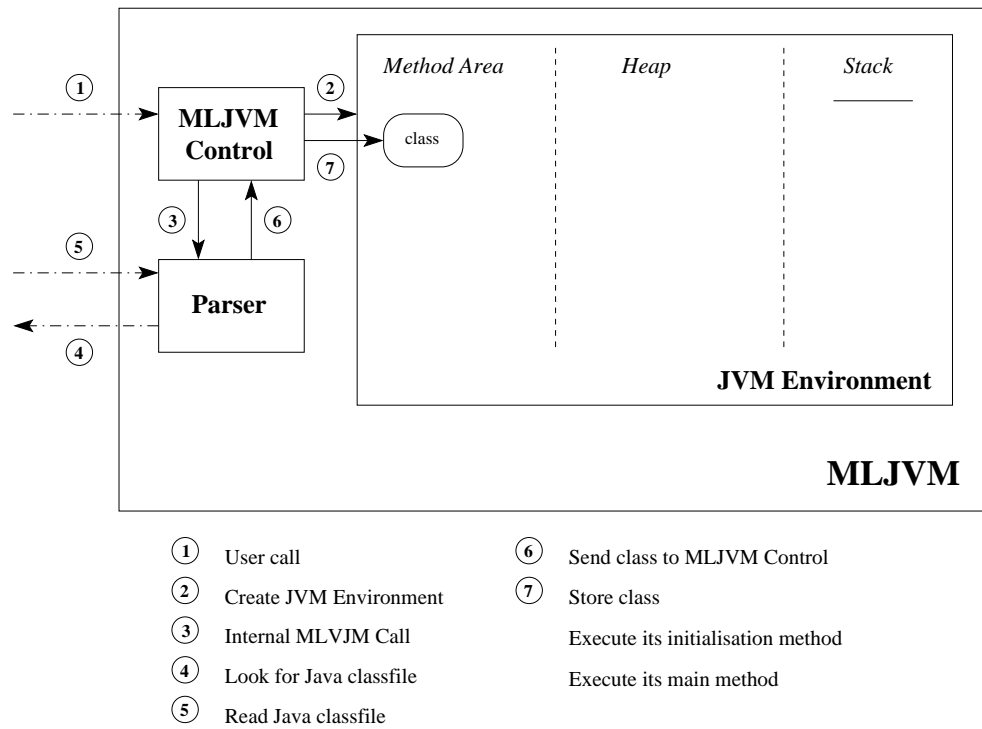 Method Area
Heap
Stack
1
2
MLJVM
Control
class
7
3
6
5
Parser
4
JVM Environment
MLJVM
1 User call
2 Create JVM Environment
3 Internal MLVJM Call
4 Look for Java classfile
5 Read Java classfile
6 Send class to MLJVM Control
7 Store class
Execute its initialisation method
Execute its main method